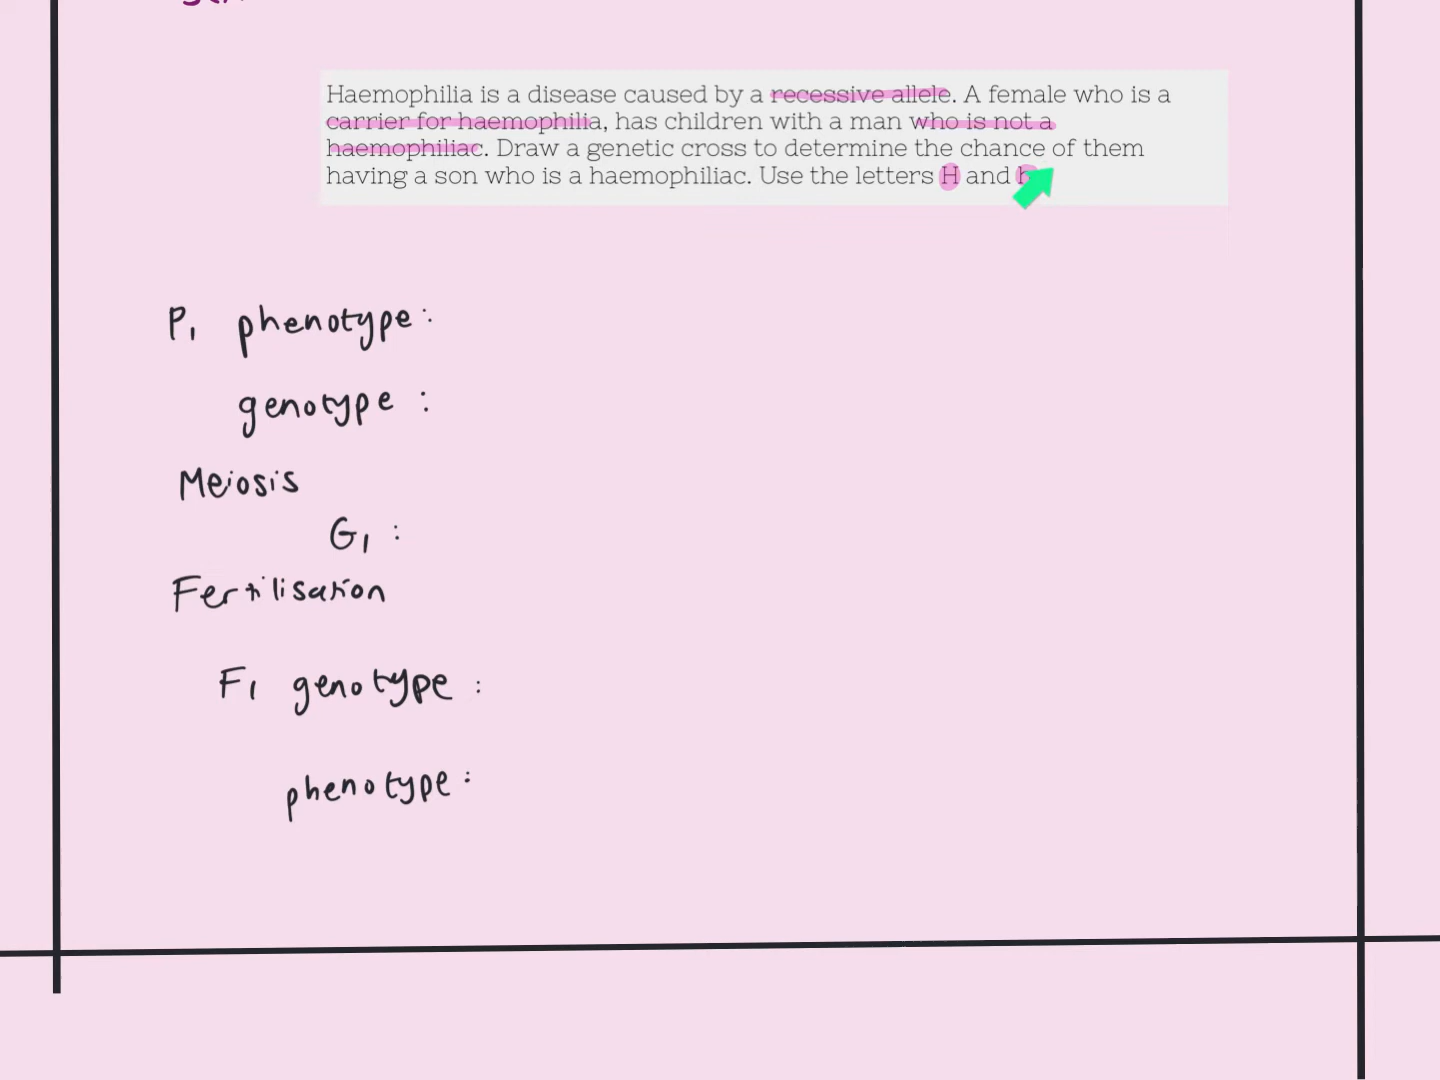 Haemophilia is a disease caused by a recessive allele. A female who is a
carrier for haemophilia, has children with a man who is not a
haemophiliac. Draw a genetic cross to determine the chance of them
having a son who is a haemophiliac. Use the letters H and
P1 phenotype:
genotype :
Meiosis
G1 :
Fertilisation
F1 genotype :
phenotype: